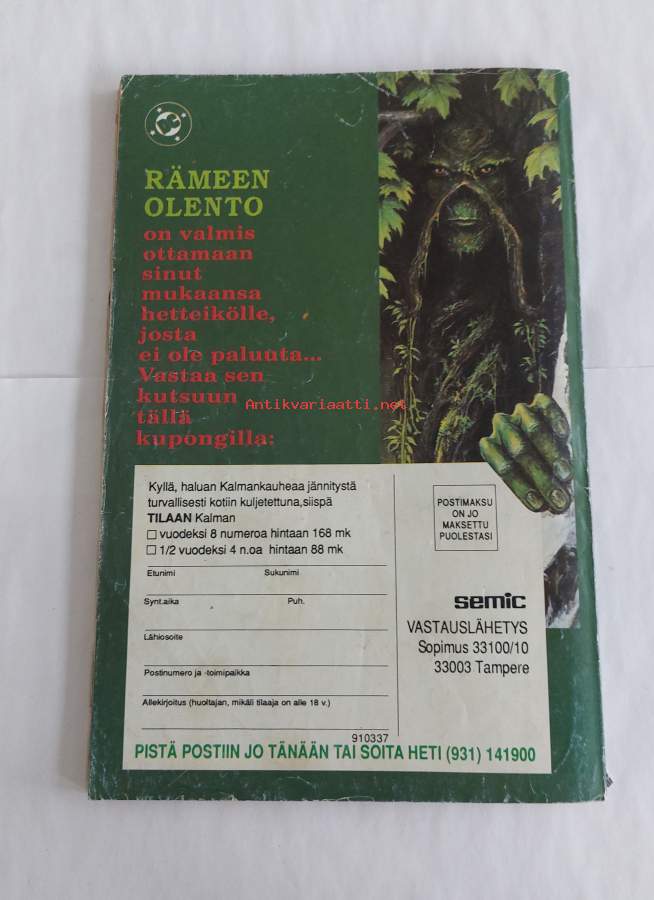 RÄMEEN
OLENTO
on valmis
ottamaan
sinut
mukaansa
hetteikölle,
josta
ei ole paluuta...
Vastaa sen
kutsuun
tällä
kupongilla:
Antikvariaatti.net
Kyllä, haluan Kalmankauheaa jännitystä
turvallisesti kotiin kuljetettuna,siispä
TILAAN Kalman
vuodeksi 8 numeroa hintaan 168 mk
1/2 vuodeksi 4 n.oa hintaan 88 mk
Etunimi Sukunimi
Synt.aika Puh.
Lähiosoite
Postinumero ja -toimipaikka
Allekirjoitus (huoltajan, mikäli tilaaja on alle 18 v.)
910337
POSTIMAKSU
ON JO
MAKSETTU
PUOLESTASI
semic
VASTAUSLÄHETYS
Sopimus 33100/10
33003 Tampere
PISTÄ POSTIIN JO TÄNÄÄN TAI SOITA HETI (931) 141900